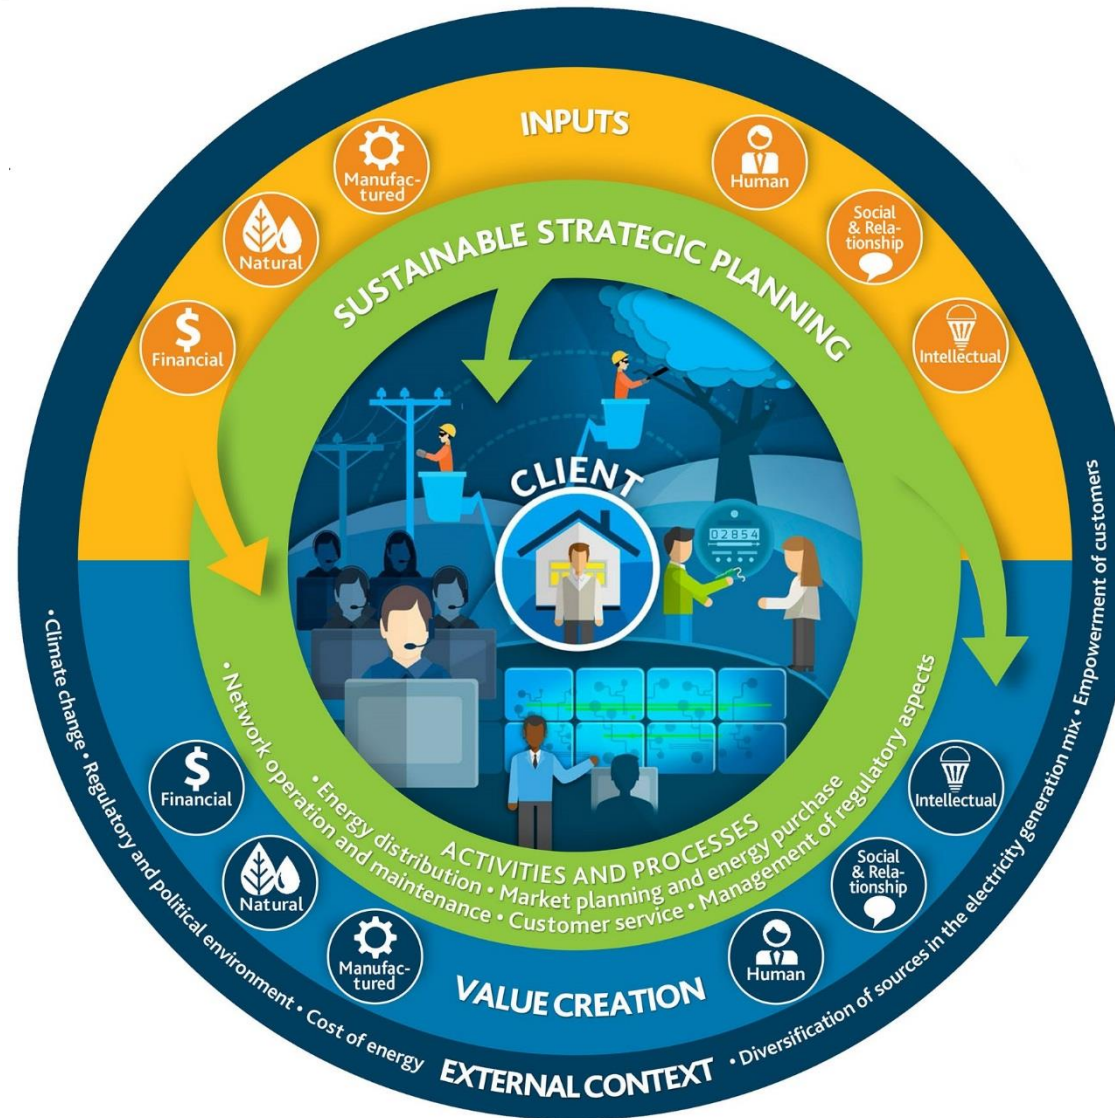 INPUTS
Manufac-
tured
Human
Natural
Social
& Rela-
tionship
Financial
Intellectual
SUSTAINABLE STRATEGIC PLANNING
CLIENT
02854
ACTIVITIES AND PROCESSES
• Energy distribution • Market planning and energy purchase
• Network operation and maintenance • Customer service • Management of regulatory aspects
Financial
Intellectual
Natural
Social
& Rela-
tionship
Manufac-
tured
Human
VALUE CREATION
• Climate change • Regulatory and political environment • Cost of energy
EXTERNAL CONTEXT
• Diversification of sources in the electricity generation mix • Empowerment of customers